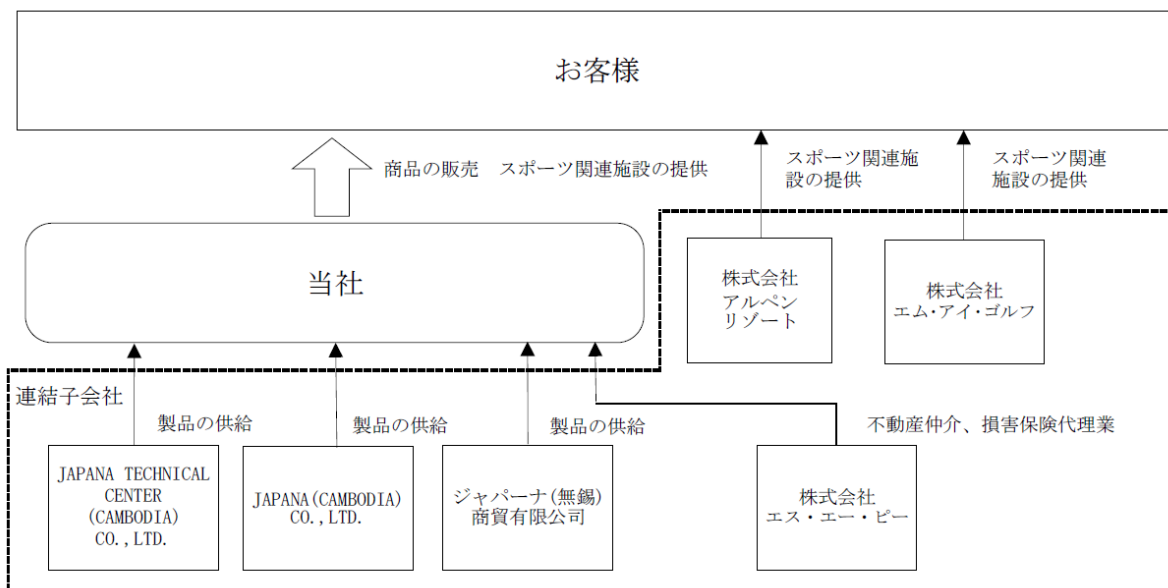 お客様
商品の販売　スポーツ関連施設の提供
スポーツ関連施
設の提供
スポーツ関連
施設の提供
当社
株式会社
アルペン
リゾート
株式会社
エム・アイ・ゴルフ
連結子会社
製品の供給
製品の供給
製品の供給
不動産仲介、損害保険代理業
JAPANA TECHNICAL
CENTER
(CAMBODIA)
CO.,LTD.
JAPANA(CAMBODIA)
CO.,LTD.
ジャパーナ(無錫)
商貿有限公司
株式会社
エス・エー・ピー